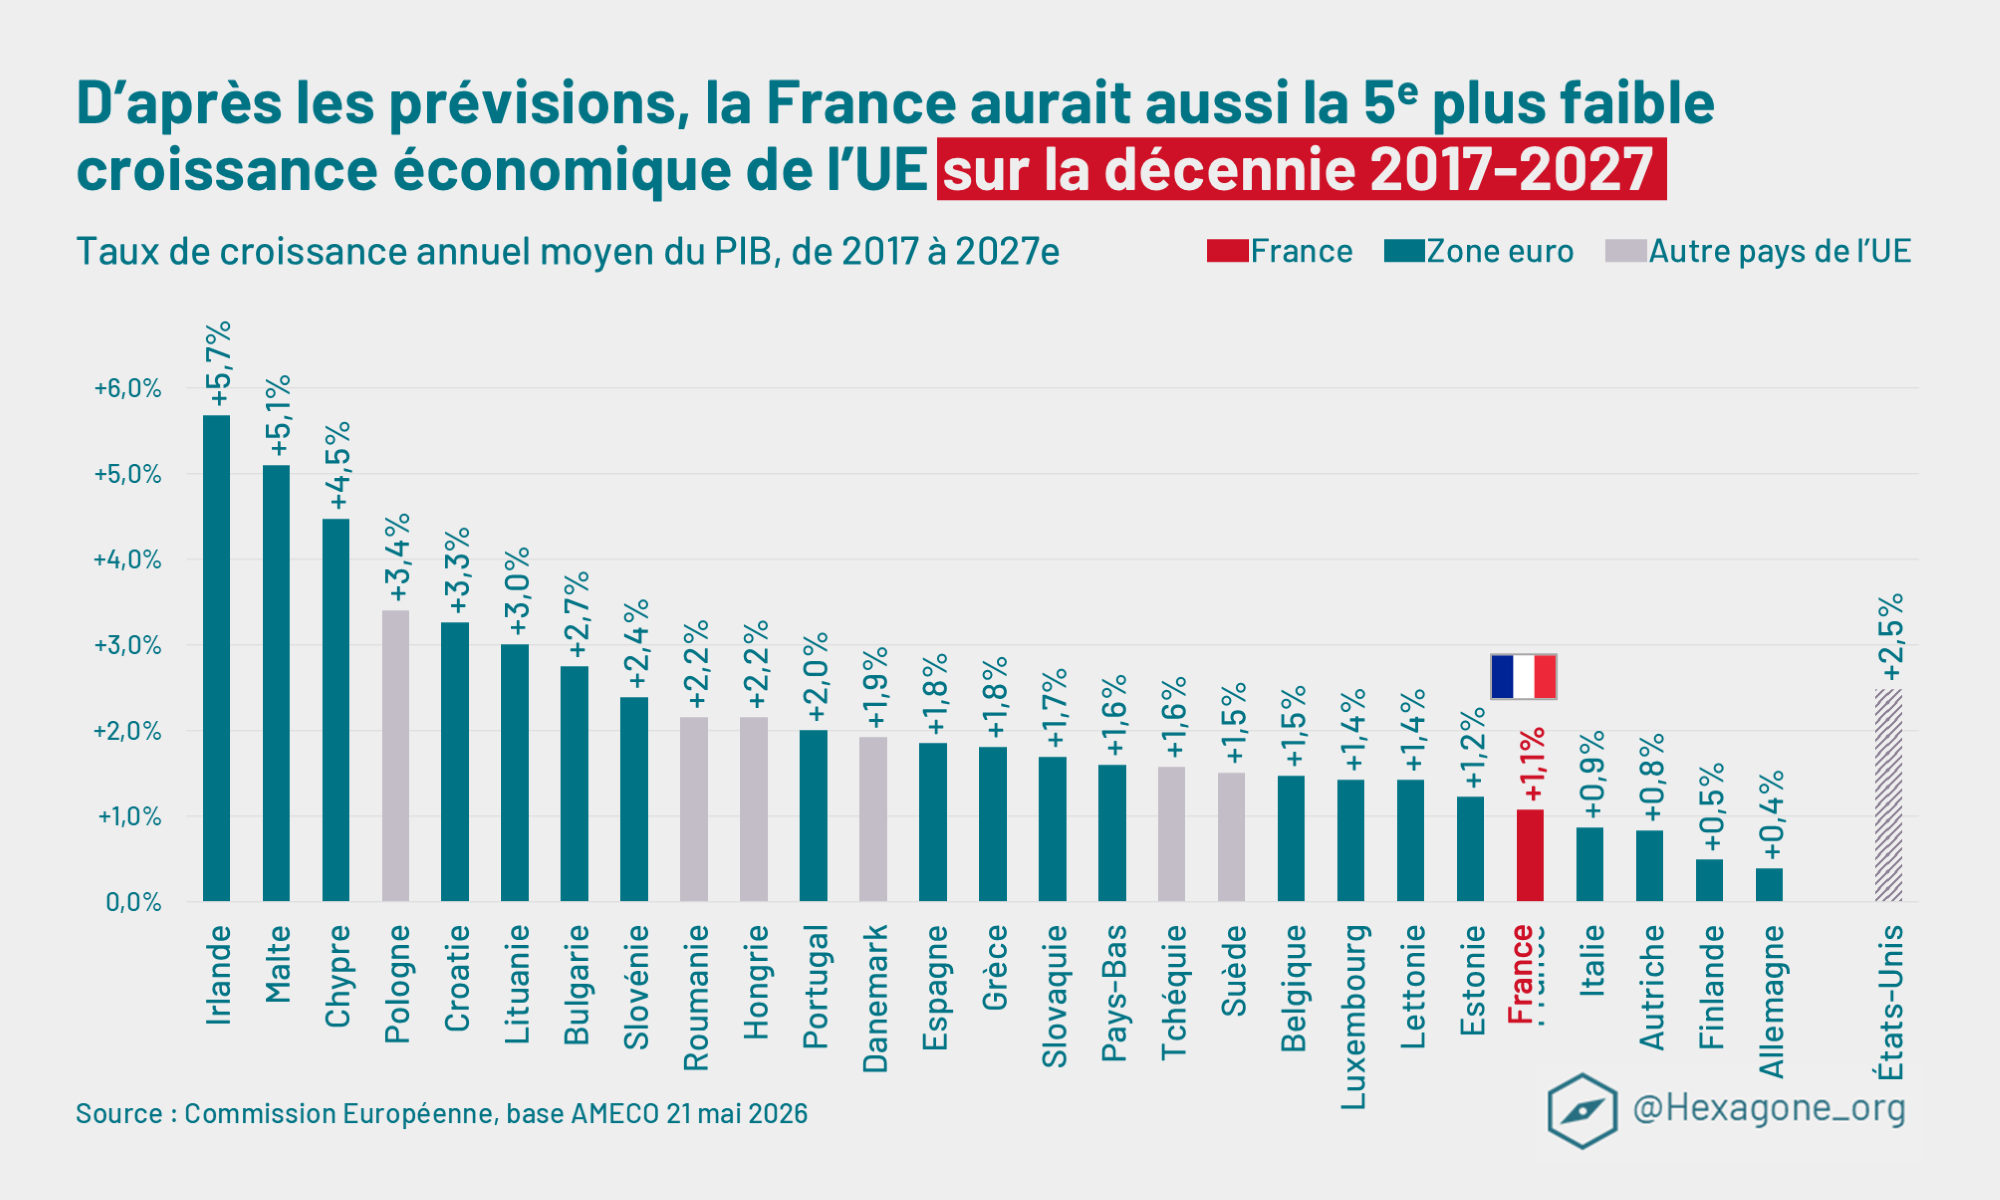 D’après les prévisions, la France aurait aussi la 5e plus faible
croissance économique de l’UE sur la décennie 2017-2027
Taux de croissance annuel moyen du PIB, de 2017 à 2027e
France
Zone euro
Autre pays de l’UE
+6,0%
+5,0%
+4,0%
+3,0%
+2,0%
+1,0%
0,0%
+5,7%
+5,1%
+4,5%
+3,4%
+3,3%
+3,0%
+2,7%
+2,4%
+2,2%
+2,2%
+2,0%
+1,9%
+1,8%
+1,8%
+1,7%
+1,6%
+1,6%
+1,5%
+1,5%
+1,4%
+1,4%
+1,2%
+1,1%
+0,9%
+0,8%
+0,5%
+0,4%
+2,5%
Irlande
Malte
Chypre
Pologne
Croatie
Lituanie
Bulgarie
Slovénie
Roumanie
Hongrie
Portugal
Danemark
Espagne
Grèce
Slovaquie
Pays-Bas
Tchéquie
Suède
Belgique
Luxembourg
Lettonie
Estonie
France
Italie
Autriche
Finlande
Allemagne
États-Unis
Source : Commission Européenne, base AMECO 21 mai 2026
@Hexagone_org